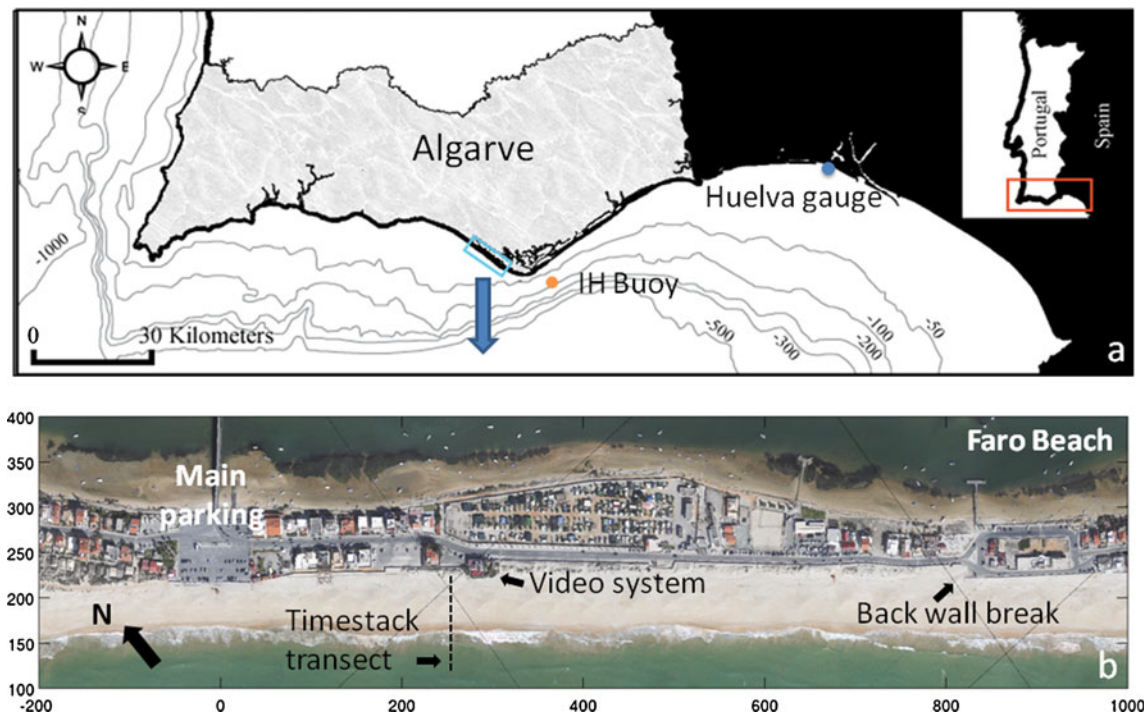 N
W E
S
Algarve
Portugal
Spain
Huelva gauge
-1000
IH Buoy
0 30 Kilometers
-500
-300
-200
-100
-50
a
400
350
300
250
200
150
100
Main
parking
Faro Beach
Video system
Back wall break
N
Timestack
transect
b
-200 0 200 400 600 800 1000